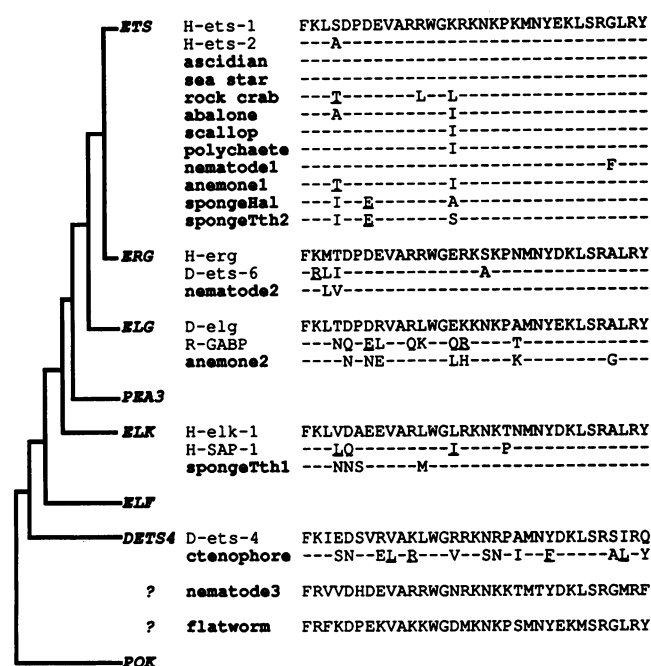 ETS H-ets-1 FKLSDPDEVARRWGKRKNKPKMNYEKLSRGLRY
H-ets-2 ---A-----------------------------
ascidian ---------------------------------
sea star ---------------------------------
rock crab ---T-------L--L------------------
abalone ---A----------I------------------
scallop --------------I------------------
polychaete --------------I------------------
nematode1 -----------------------------F---
anemone1 ---T----------I------------------
spongeHal ---I--E-------A------------------
spongeTth2 ---I--E-------S------------------
ERG H-erg FKMTDPDEVARRWGERKSKPNMNYDKLSRALRY
D-ets-6 -RLI-------------A---------------
nematode2 --LV-----------------------------
ELG D-elg FKLTDPDRVARLWGEKKNKPAMNYEKLSRALRY
R-GABP ---NQ-EL--QK--QR----T------------
anemone2 ----N-NE------LH----K--------G---
PEA3
ELK H-elk-1 FKLVDAEEVARLWGLRKNKTNMNYDKLSRALRY
H-SAP-1 ---LQ---------I----P-------------
spongeTth1 ---NNS-----M---------------------
ELF
DETS4 D-ets-4 FKIEDSVRVAKLWGRRKNRPAMNYDKLSRSIRQ
ctenophore ---SN--EL-R---V--SN-I--F-----AL-Y
? nematode3 FRVVDHDEVARRWGNRKNKKTMTYDKLSRGMRF
? flatworm FRFKDPEKVAKKWGDMKNKPSMNYEKMSRGLRY
POK